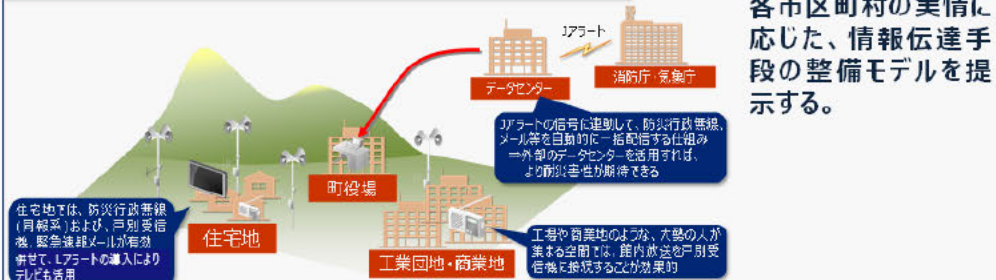 各市区町村の実情に
応じた、情報伝達手
段の整備モデルを提
示する。
Jアラート
データセンター
消防庁・気象庁
Jアラートの信号に連動して、防災行政無線、
メール等を自動的に一括配信する仕組み
⇒外部のデータセンターを活用すれば、
より耐災害性が期待できる
町役場
住宅地では、防災行政無線
(同報系)および、戸別受信
機、緊急速報メールが有効
併せて、Lアラートの導入により
テレビも活用
住宅地
工業団地・商業地
工場や商業地のような、大勢の人が
集まる空間では、館内放送を戸別受
信機に接続することが効果的